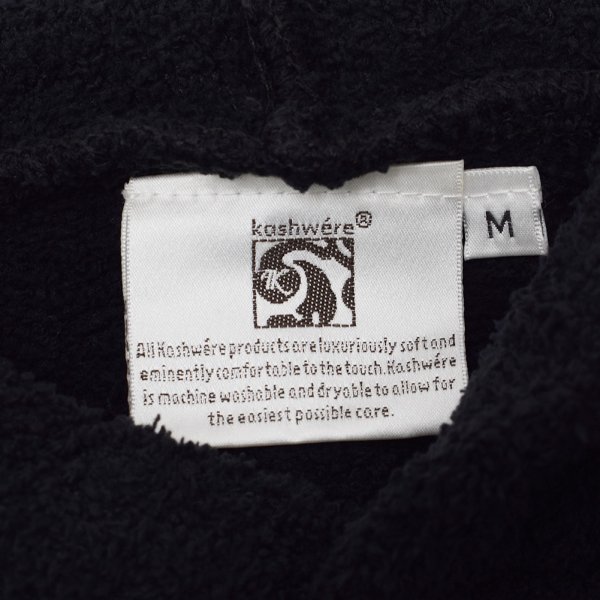 kashwére®
M
K
All Kashwére products are luxuriously soft and
eminently comfortable to the touch. Kashwére
is machine washable and dryable to allow for
the easiest possible care.